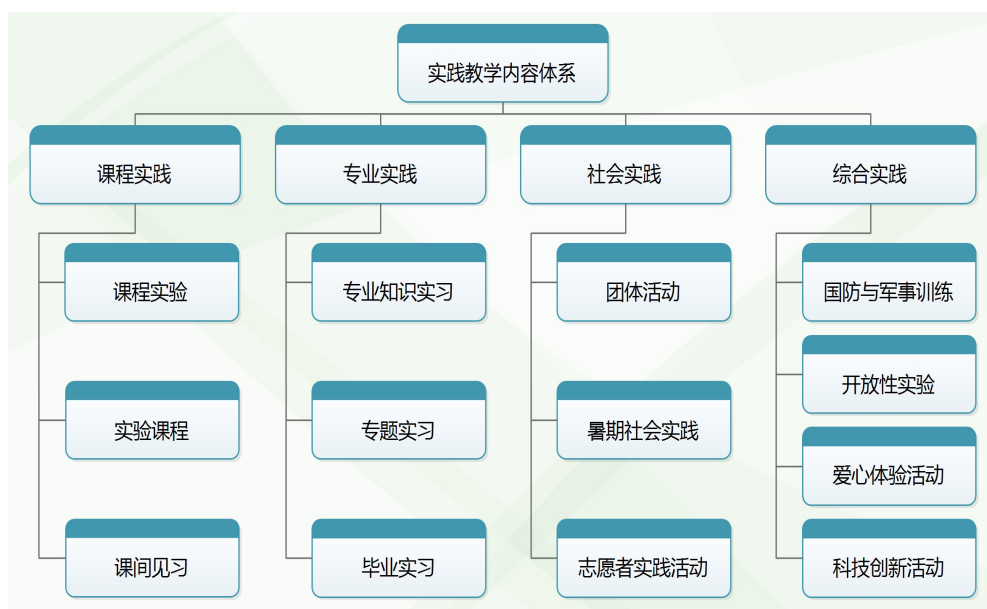 实践教学内容体系
课程实践
专业实践
社会实践
综合实践
课程实验
专业知识实习
团体活动
国防与军事训练
开放性实验
实验课程
专题实习
暑期社会实践
爱心体验活动
课间见习
毕业实习
志愿者实践活动
科技创新活动